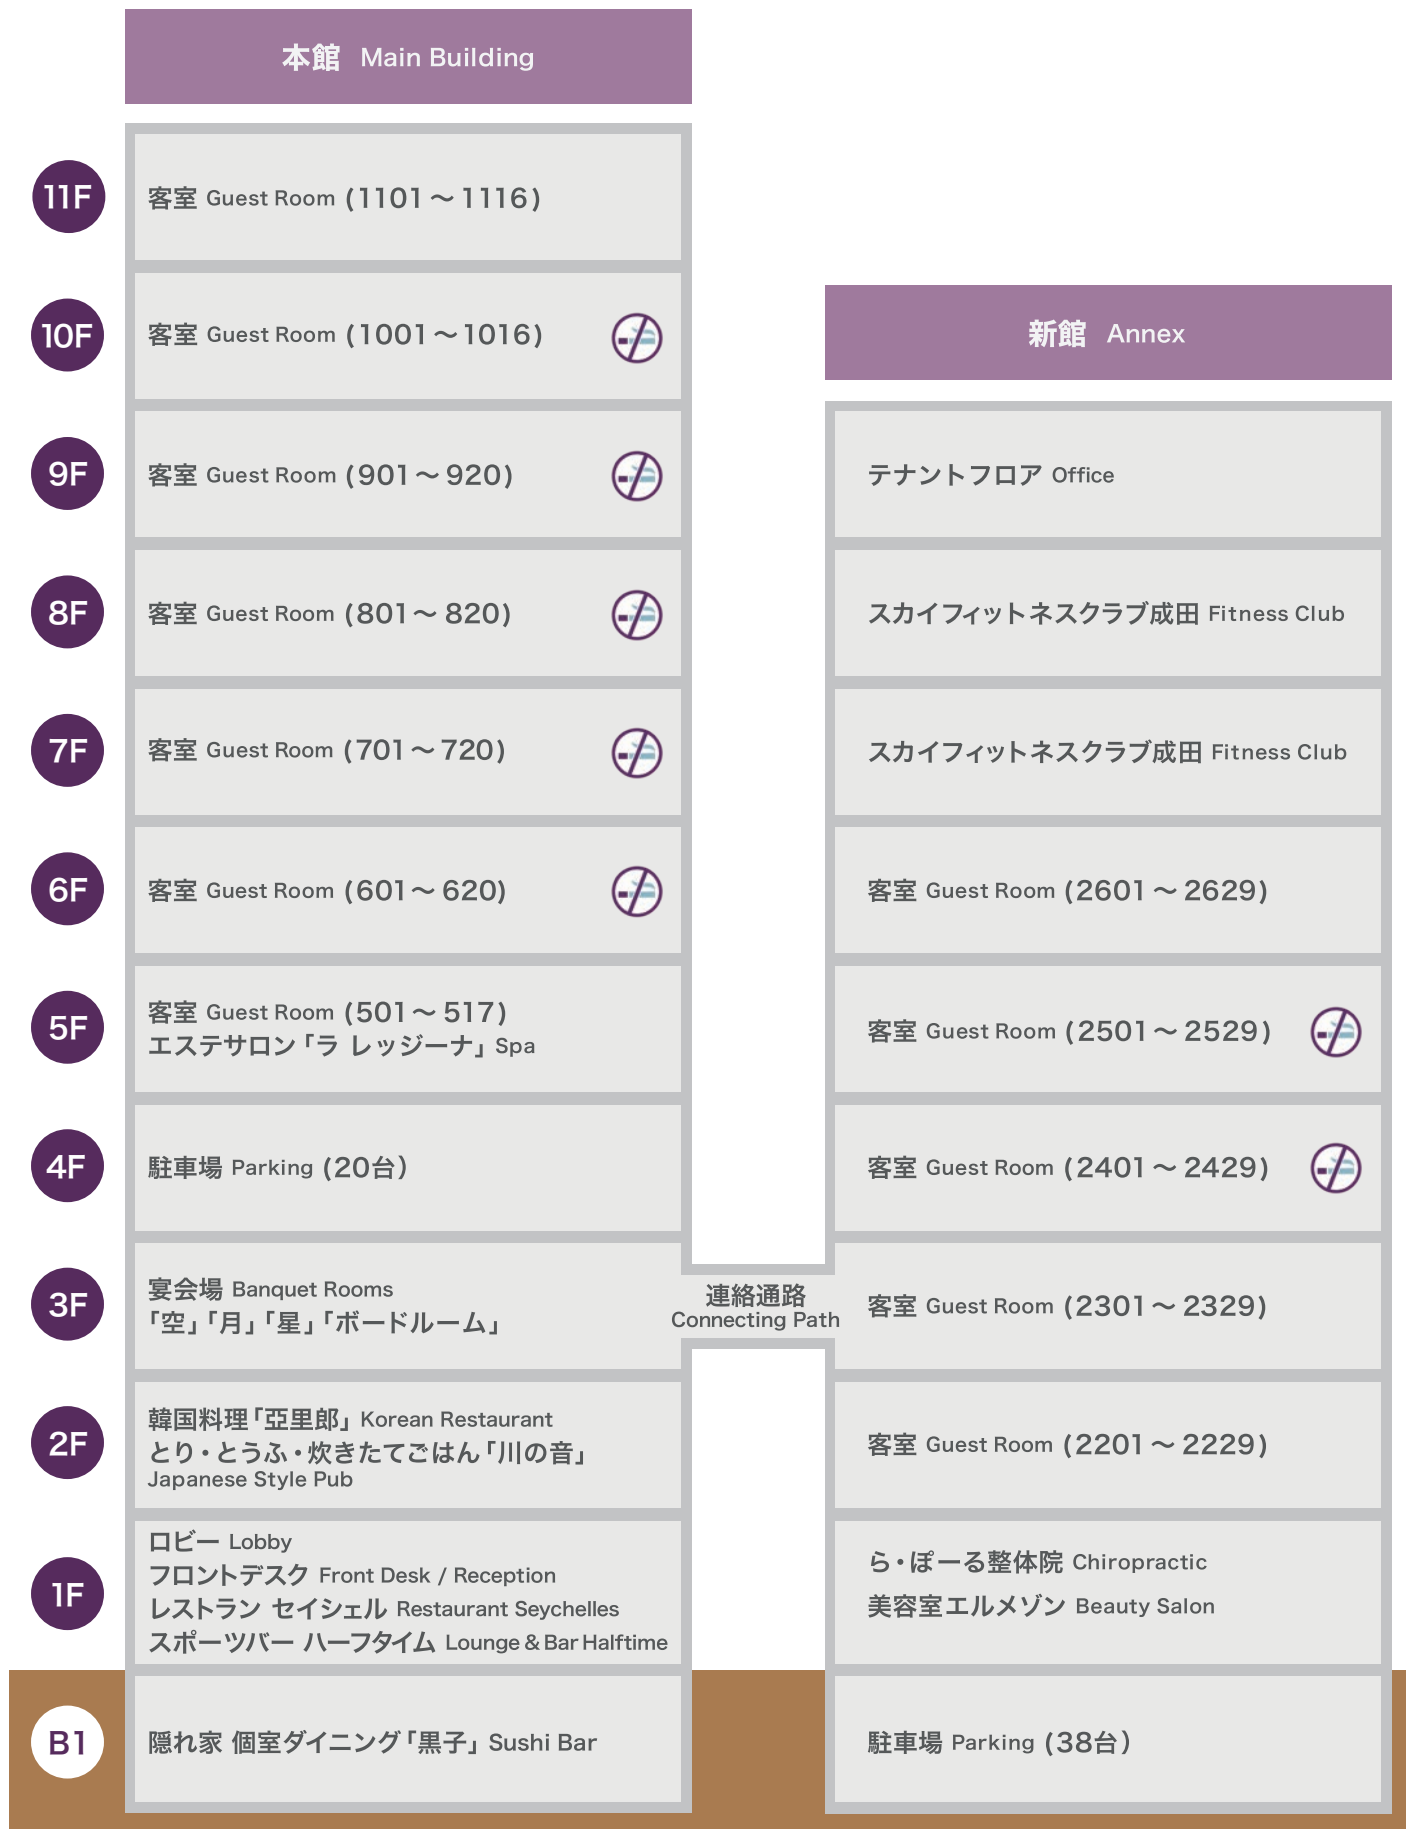 本館 Main Building
11F
客室 Guest Room (1101～1116)
10F
客室 Guest Room (1001～1016)
新館 Annex
9F
客室 Guest Room (901～920)
テナントフロア Office
8F
客室 Guest Room (801～820)
スカイフィットネスクラブ成田 Fitness Club
7F
客室 Guest Room (701～720)
スカイフィットネスクラブ成田 Fitness Club
6F
客室 Guest Room (601～620)
客室 Guest Room (2601～2629)
5F
客室 Guest Room (501～517)
エステサロン「ラ レッジーナ」 Spa
客室 Guest Room (2501～2529)
4F
駐車場 Parking (20台)
客室 Guest Room (2401～2429)
3F
宴会場 Banquet Rooms
「空」「月」「星」「ボードルーム」
連絡通路
Connecting Path
客室 Guest Room (2301～2329)
2F
韓国料理「亞里郎」 Korean Restaurant
とり・とうふ・炊きたてごはん「川の音」
Japanese Style Pub
客室 Guest Room (2201～2229)
1F
ロビー Lobby
フロントデスク Front Desk / Reception
レストラン セイシェル Restaurant Seychelles
スポーツバー ハーフタイム Lounge & Bar Halftime
ら・ぽーる整体院 Chiropractic
美容室エルメゾン Beauty Salon
B1
隠れ家 個室ダイニング「黒子」 Sushi Bar
駐車場 Parking (38台)